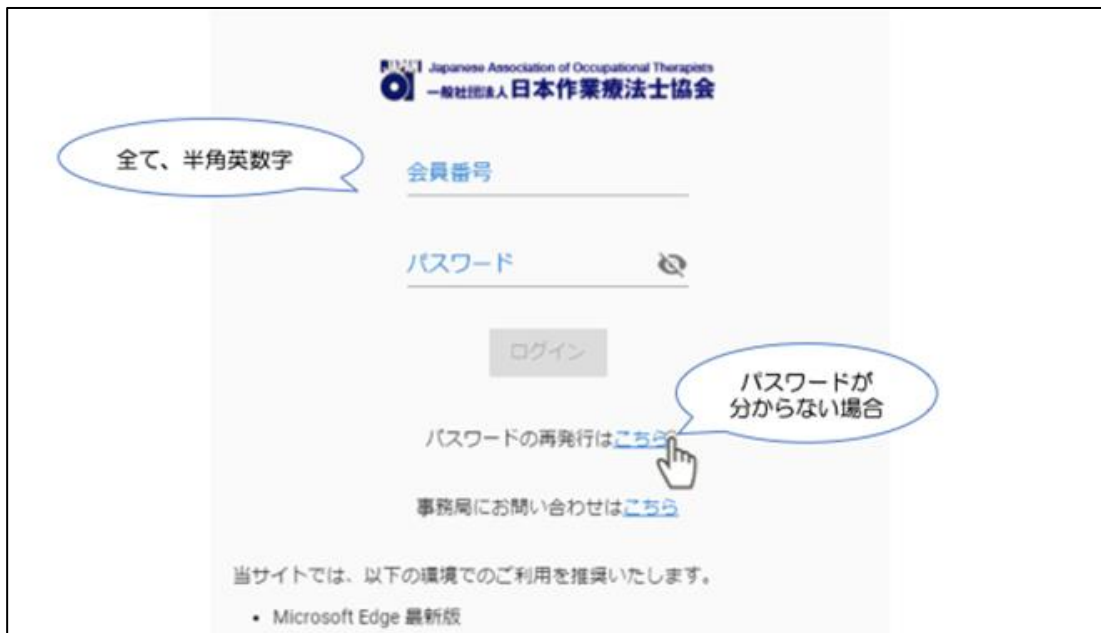 Japanese Association of Occupational Therapists
一般社団法人日本作業療法士協会
全て、半角英数字
会員番号
パスワード
ログイン
パスワードが
分からない場合
パスワードの再発行はこちら
事務局にお問い合わせはこちら
当サイトでは、以下の環境でのご利用を推奨いたします。
• Microsoft Edge 最新版